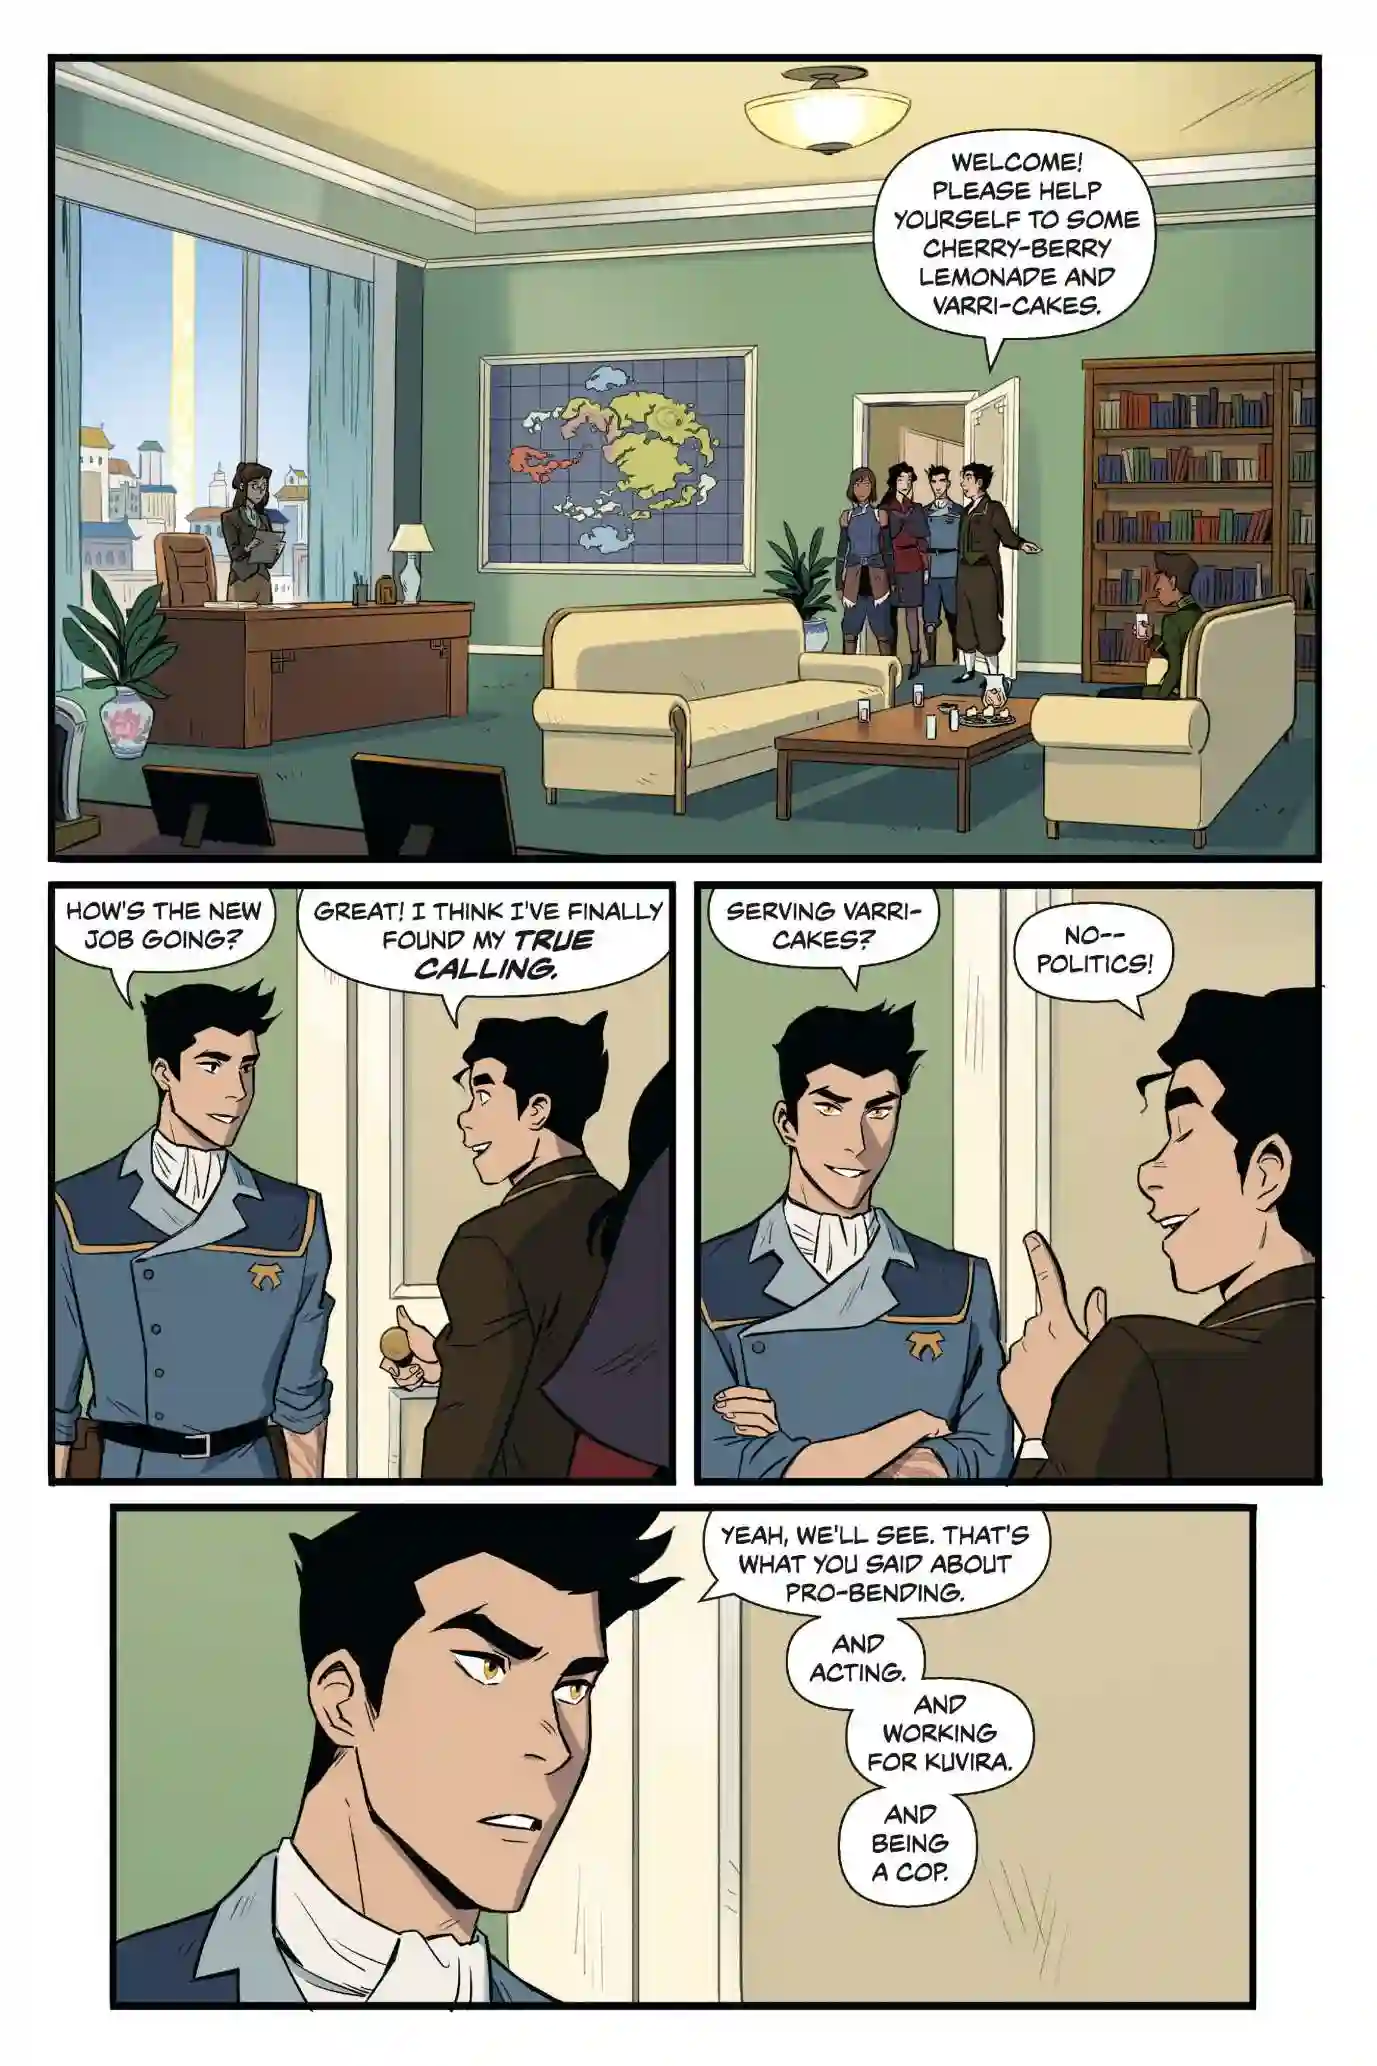 WELCOME!
PLEASE HELP
YOURSELF TO SOME
CHERRY-BERRY
LEMONADE AND
VARRI-CAKES.
HOW'S THE NEW
JOB GOING?
GREAT! I THINK I'VE FINALLY
FOUND MY TRUE
CALLING.
SERVING VARRI-
CAKES?
NO--
POLITICS!
YEAH, WE'LL SEE. THAT'S
WHAT YOU SAID ABOUT
PRO-BENDING.
AND
ACTING.
AND
WORKING
FOR KUVIRA.
AND
BEING
A COP.